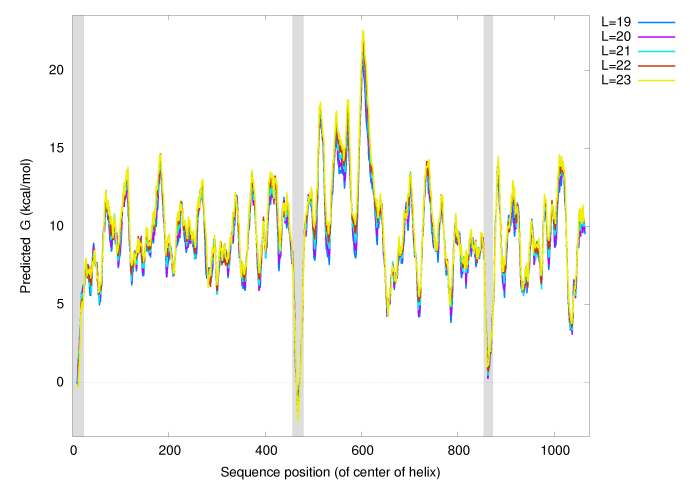 L=19
L=20
L=21
L=22
L=23
20
15
10
5
0
Predicted G (kcal/mol)
0 200 400 600 800 1000
Sequence position (of center of helix)